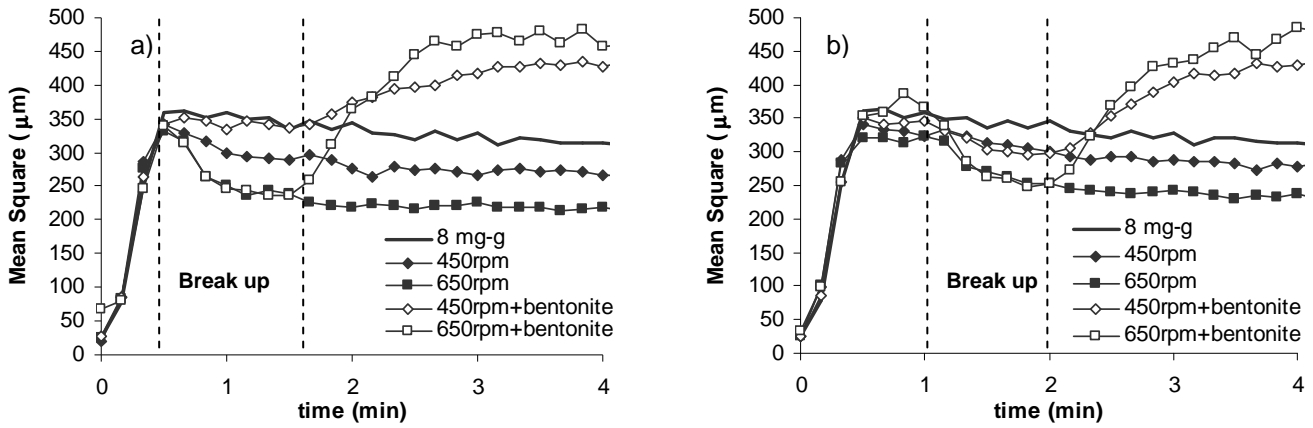 500
450
400
350
300
250
200
150
100
50
0
Mean Square ( μm)
a)
Break up
8 mg-g
450rpm
650rpm
450rpm+bentonite
650rpm+bentonite
0 1 2 3 4
time (min)
500
450
400
350
300
250
200
150
100
50
0
Mean Square (μm)
b)
Break up
8 mg-g
450rpm
650rpm
450rpm+bentonite
650rpm+bentonite
0 1 2 3 4
time (min)